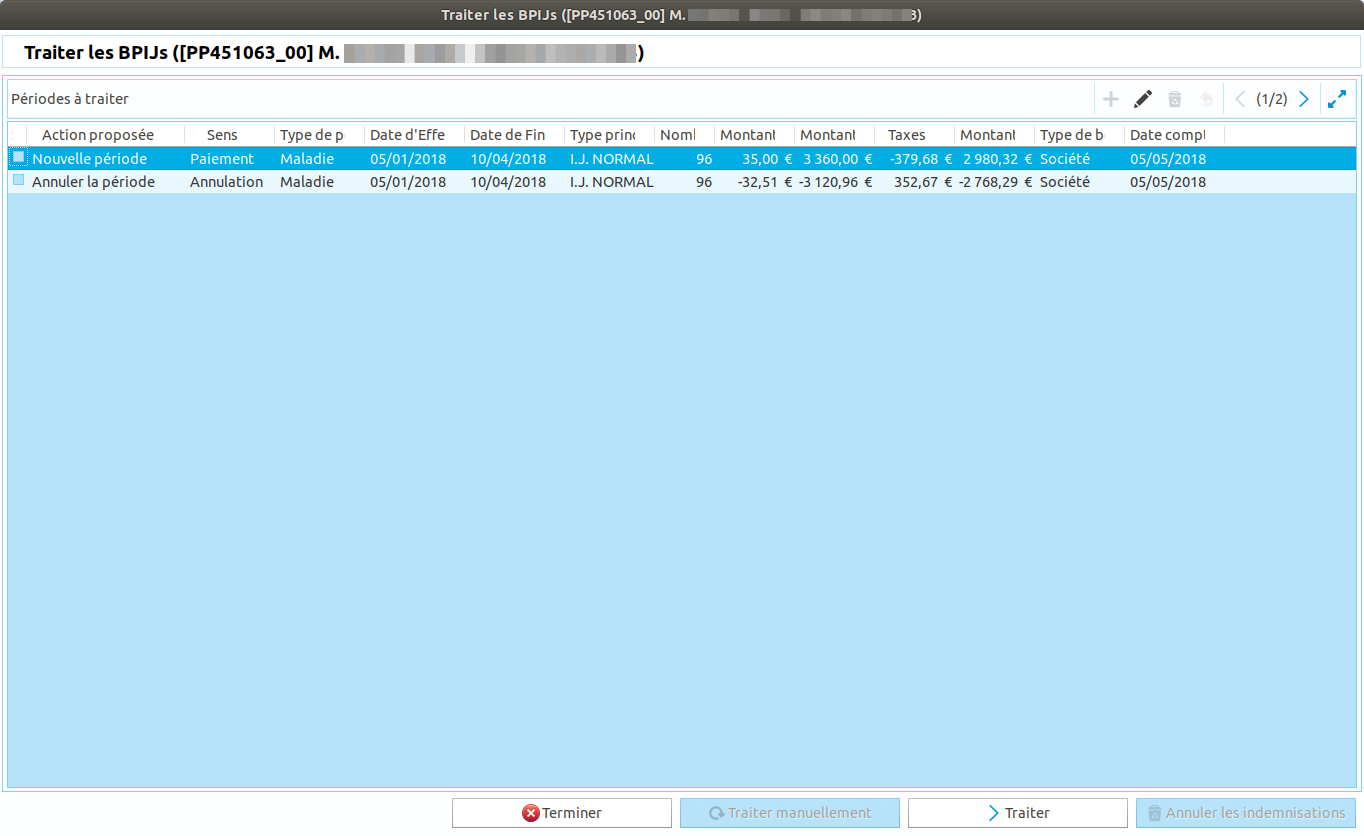 Traiter les BPIJs ([PP451063_00] M. )
Traiter les BPIJs ([PP451063_00] M. )
Périodes à traiter (1/2)
Action proposée Sens Type de p Date d'Effe Date de Fin Type princ Noml Montant Montant Taxes Montant Type de b Date compt
Nouvelle période Paiement Maladie 05/01/2018 10/04/2018 I.J. NORMAL 96 35,00 € 3 360,00 € -379,68 € 2 980,32 € Société 05/05/2018
Annuler la période Annulation Maladie 05/01/2018 10/04/2018 I.J. NORMAL 96 -32,51 € -3 120,96 € 352,67 € -2 768,29 € Société 05/05/2018
Terminer Traiter manuellement Traiter Annuler les indemnisations